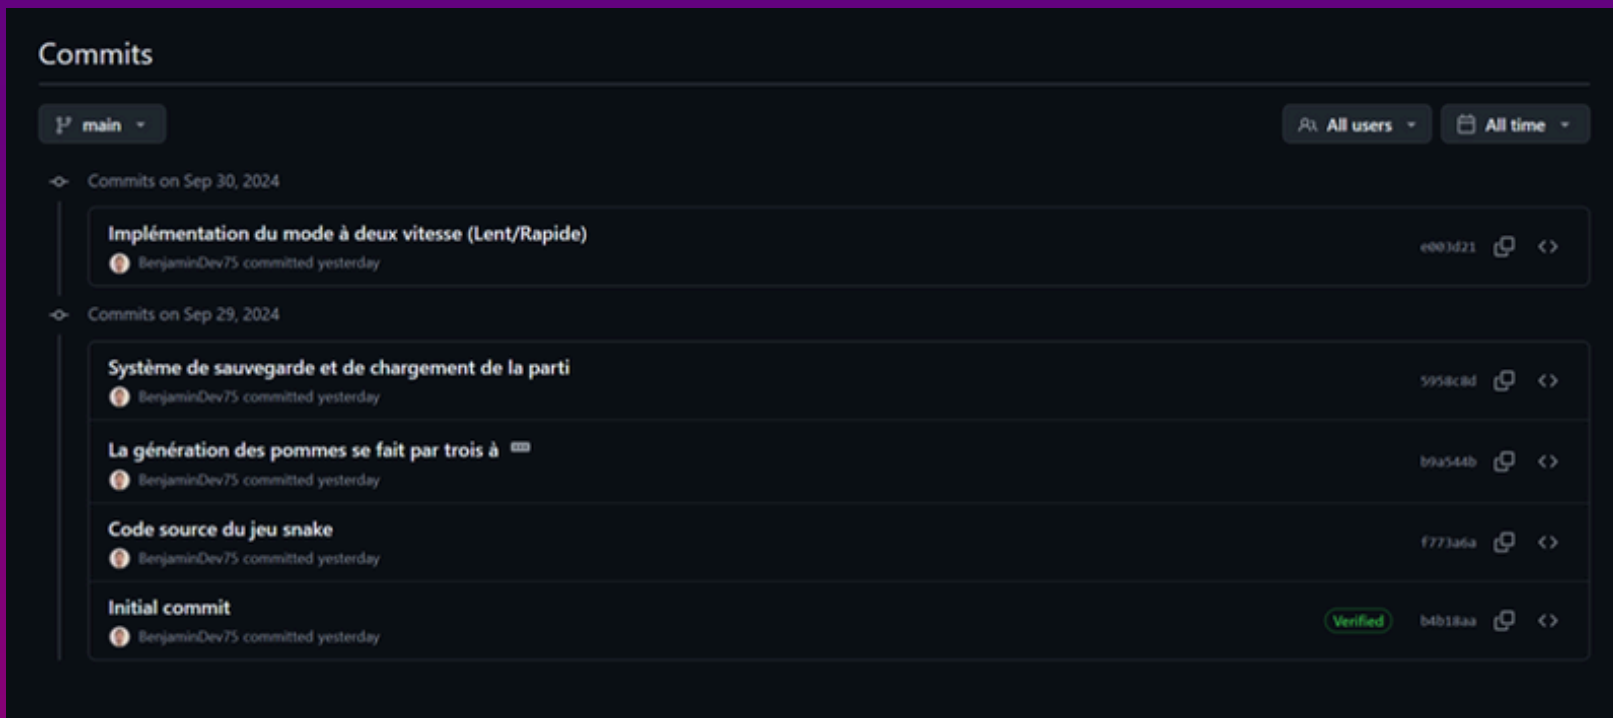 Commits
main
All users
All time
Commits on Sep 30, 2024
Implémentation du mode à deux vitesse (Lent/Rapide)
BenjaminDev75 committed yesterday
e003d21
Commits on Sep 29, 2024
Système de sauvegarde et de chargement de la parti
BenjaminDev75 committed yesterday
5958c8d
La génération des pommes se fait par trois à
BenjaminDev75 committed yesterday
b9a544b
Code source du jeu snake
BenjaminDev75 committed yesterday
f773a6a
Initial commit
BenjaminDev75 committed yesterday
Verified
b4b18aa